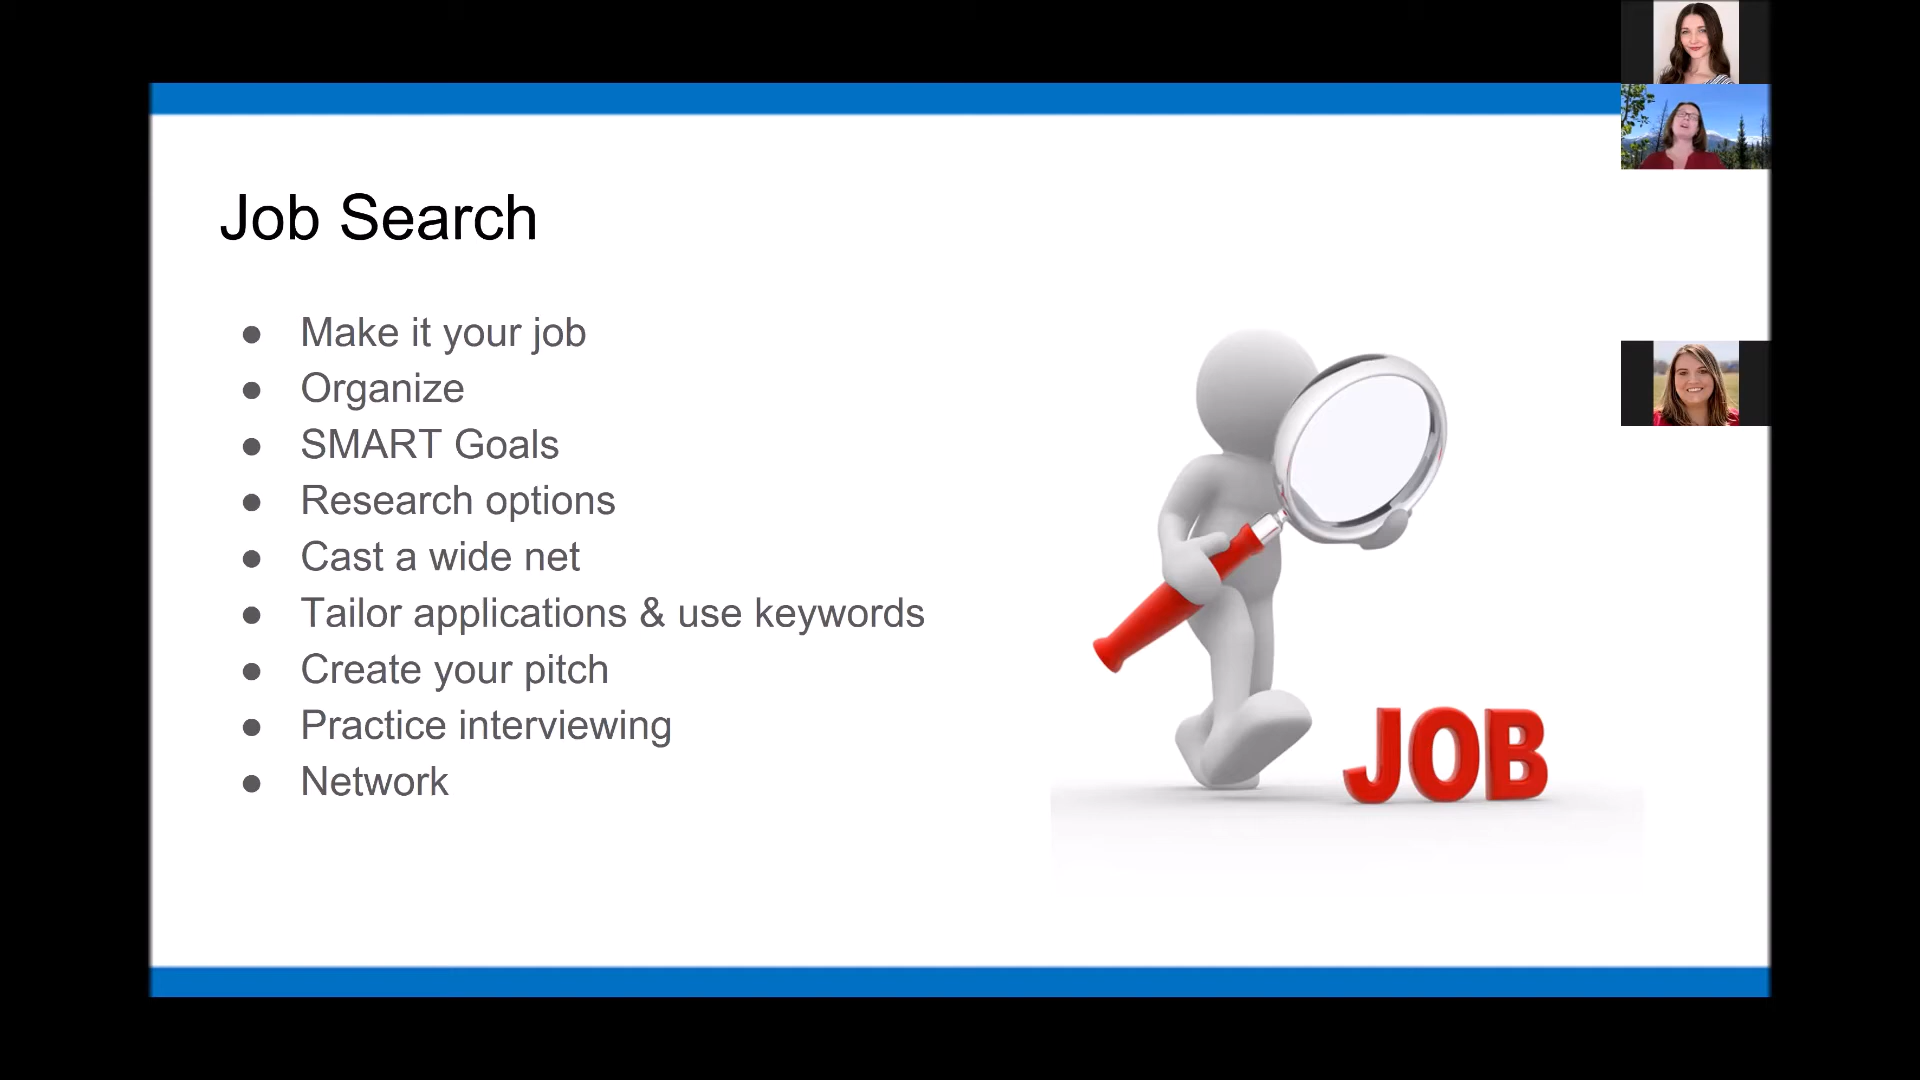 Job Search
● Make it your job
● Organize
● SMART Goals
● Research options
● Cast a wide net
● Tailor applications & use keywords
● Create your pitch
● Practice interviewing
● Network
JOB